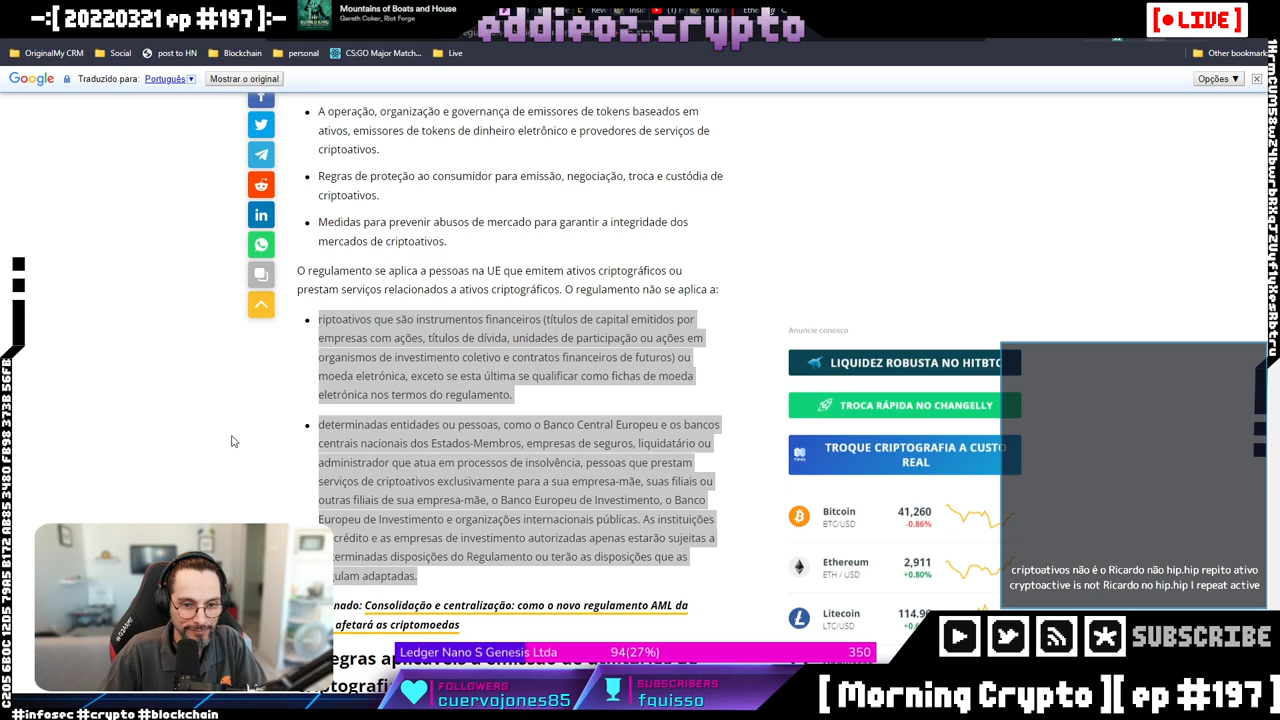 -:[ 20220321 ep #197]:-
Mountains of Boats and House
Gareth Coker, Riot Forge
eddieoz.crypto
[●LIVE]
OriginalMy CRM
Social
post to HN
Blockchain
personal
CS:GO Major Match...
Live
Other bookmark
Google
Traduzido para:
Português
Mostrar o original
Opções ▼
A operação, organização e governança de emissores de tokens baseados em
ativos, emissores de tokens de dinheiro eletrônico e provedores de serviços de
criptoativos.
Regras de proteção ao consumidor para emissão, negociação, troca e custódia de
criptoativos.
Medidas para prevenir abusos de mercado para garantir a integridade dos
mercados de criptoativos.
O regulamento se aplica a pessoas na UE que emitem ativos criptográficos ou
prestam serviços relacionados a ativos criptográficos. O regulamento não se aplica a:
riptoativos que são instrumentos financeiros (títulos de capital emitidos por
empresas com ações, títulos de dívida, unidades de participação ou ações em
organismos de investimento coletivo e contratos financeiros de futuros) ou
moeda eletrónica, exceto se esta última se qualificar como fichas de moeda
eletrónica nos termos do regulamento.
determinadas entidades ou pessoas, como o Banco Central Europeu e os bancos
centrais nacionais dos Estados-Membros, empresas de seguros, liquidatário ou
administrador que atua em processos de insolvência, pessoas que prestam
serviços de criptoativos exclusivamente para a sua empresa-mãe, suas filiais ou
outras filiais de sua empresa-mãe, o Banco Europeu de Investimento, o Banco
Europeu de Investimento e organizações internacionais públicas. As instituições
crédito e as empresas de investimento autorizadas apenas estarão sujeitas a
terminadas disposições do Regulamento ou terão as disposições que as
gulam adaptadas.
nado: Consolidação e centralização: como o novo regulamento AML da
afetará as criptomoedas
Anuncie conosco
LIQUIDEZ ROBUSTA NO HITBTC
TROCA RÁPIDA NO CHANGELLY
TROQUE CRIPTOGRAFIA A CUSTO
REAL
Bitcoin 41,260
BTC/USD -0.86%
Ethereum 2,911
ETH / USD +0.80%
Litecoin 114.90
LTC/USD
criptoativos não é o Ricardo não hip.hip repito ativo
cryptoactive is not Ricardo no hip.hip I repeat active
Ledger Nano S Genesis Ltda 94(27%) 350
FOLLOWERS
cuervojones85
SUBSCRIBERS
fquisso
SUBSCRIBE
[Morning Crypto][ep #197]
#infosec #crypto #blockchain